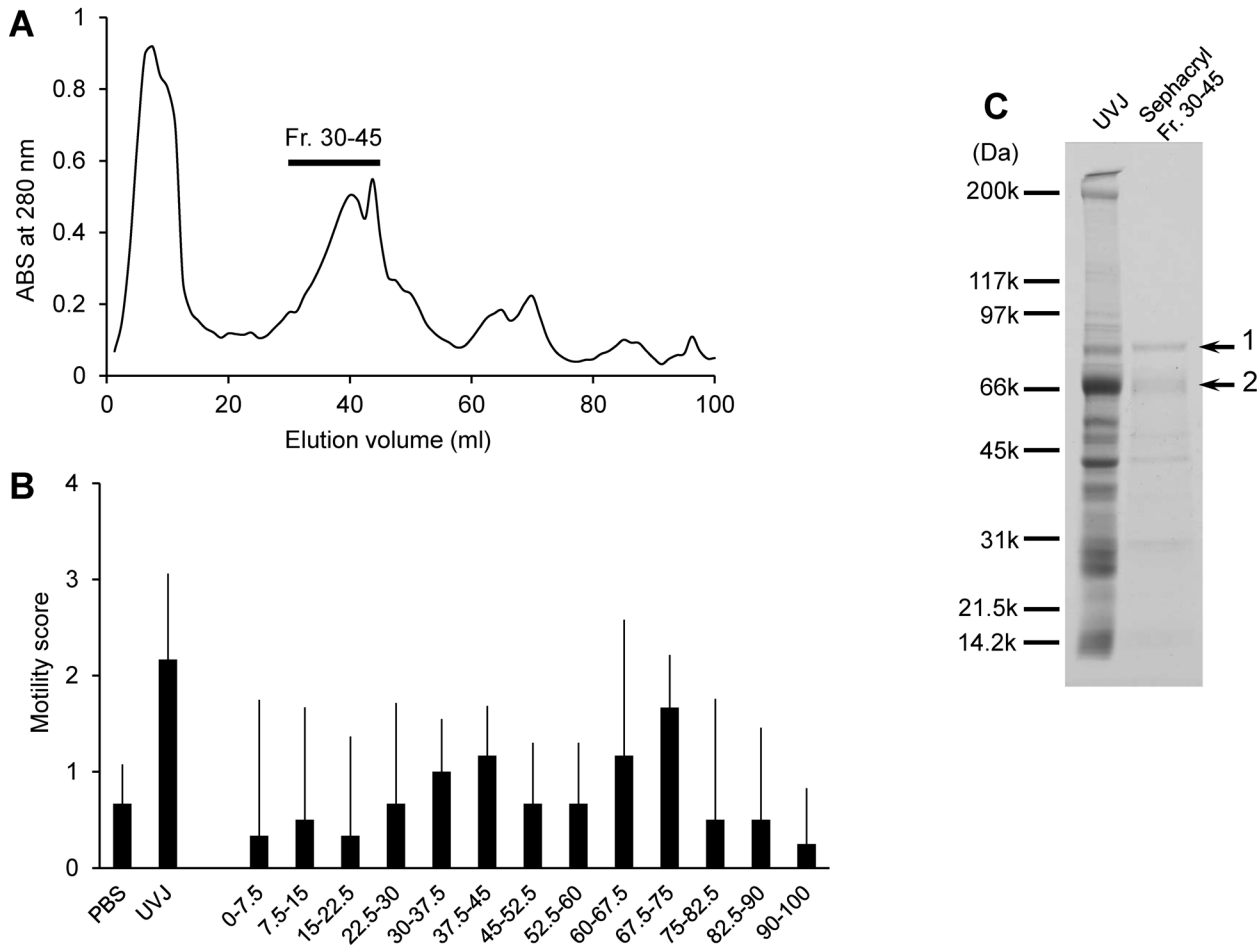 A
ABS at 280 nm
1
0.8
0.6
0.4
0.2
0
Fr. 30-45
0 20 40 60 80 100
Elution volume (ml)
B
Motility score
4
3
2
1
0
PBS
UVJ
0-7.5
7.5-15
15-22.5
22.5-30
30-37.5
37.5-45
45-52.5
52.5-60
60-67.5
67.5-75
75-82.5
82.5-90
90-100
C
UVJ
Sephacryl
Fr. 30-45
(Da)
200k
117k
97k
66k
45k
31k
21.5k
14.2k
1
2